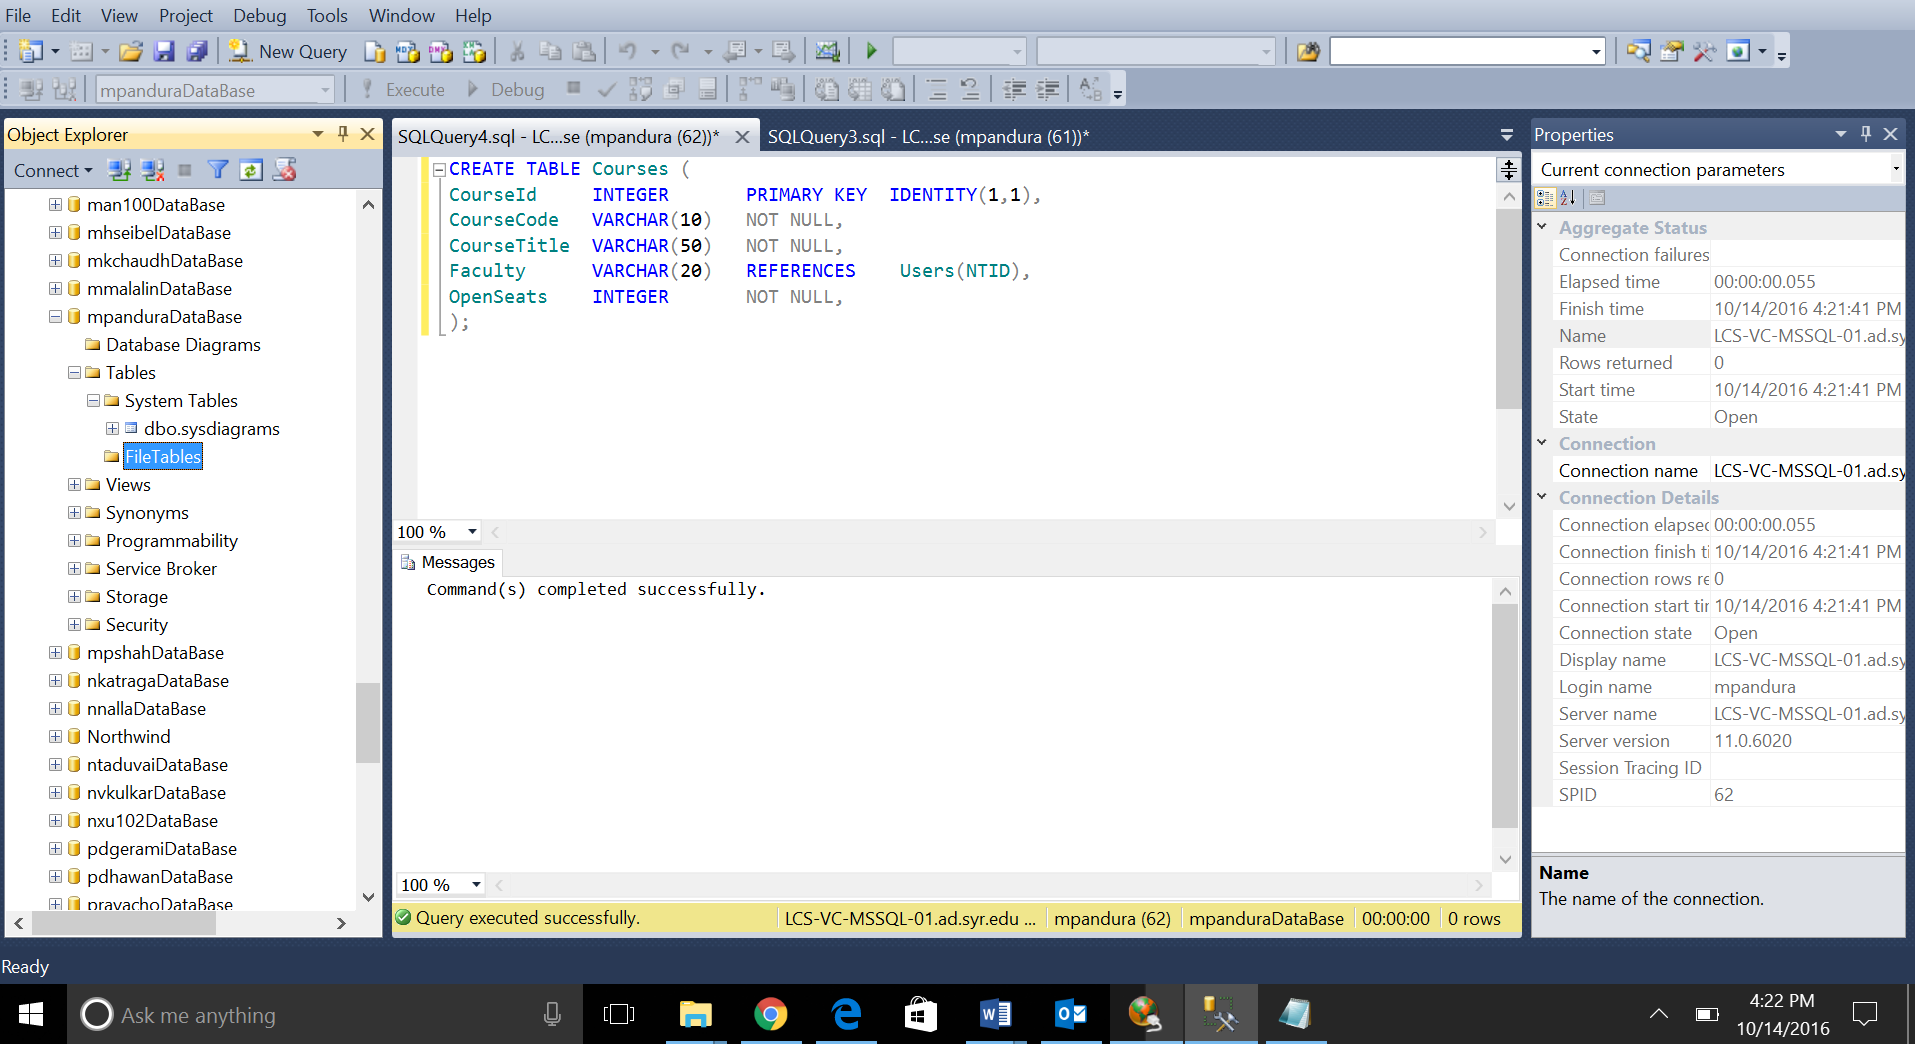 File Edit View Project Debug Tools Window Help
New Query
mpanduraDataBase Execute Debug
Object Explorer
Connect
man100DataBase
mhseibelDataBase
mkchaudhDataBase
mmalalinDataBase
mpanduraDataBase
Database Diagrams
Tables
System Tables
dbo.sysdiagrams
FileTables
Views
Synonyms
Programmability
Service Broker
Storage
Security
mpshahDataBase
nkatragaDataBase
nnallaDataBase
Northwind
ntaduvaiDataBase
nvkulkarDataBase
nxu102DataBase
pdgeramiDataBase
pdhawanDataBase
pravachoDataBase
SQLQuery4.sql - LC...se (mpandura (62))* SQLQuery3.sql - LC...se (mpandura (61))*
CREATE TABLE Courses (
CourseId INTEGER PRIMARY KEY IDENTITY(1,1),
CourseCode VARCHAR(10) NOT NULL,
CourseTitle VARCHAR(50) NOT NULL,
Faculty VARCHAR(20) REFERENCES Users(NTID),
OpenSeats INTEGER NOT NULL,
);
100 %
Messages
Command(s) completed successfully.
100 %
Query executed successfully. LCS-VC-MSSQL-01.ad.syr.edu ... mpandura (62) mpanduraDataBase 00:00:00 0 rows
Properties
Current connection parameters
Aggregate Status
Connection failures
Elapsed time 00:00:00.055
Finish time 10/14/2016 4:21:41 PM
Name LCS-VC-MSSQL-01.ad.sy
Rows returned 0
Start time 10/14/2016 4:21:41 PM
State Open
Connection
Connection name LCS-VC-MSSQL-01.ad.sy
Connection Details
Connection elapsec 00:00:00.055
Connection finish ti 10/14/2016 4:21:41 PM
Connection rows re 0
Connection start tir 10/14/2016 4:21:41 PM
Connection state Open
Display name LCS-VC-MSSQL-01.ad.sy
Login name mpandura
Server name LCS-VC-MSSQL-01.ad.sy
Server version 11.0.6020
Session Tracing ID
SPID 62
Name
The name of the connection.
Ready
Ask me anything
4:22 PM
10/14/2016